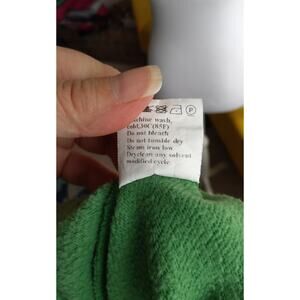 P
machine wash,
cold,30C(85F)
Do not bleach
Do not tumble dry
Steam iron low
Dryclean any solvent
modified cycle